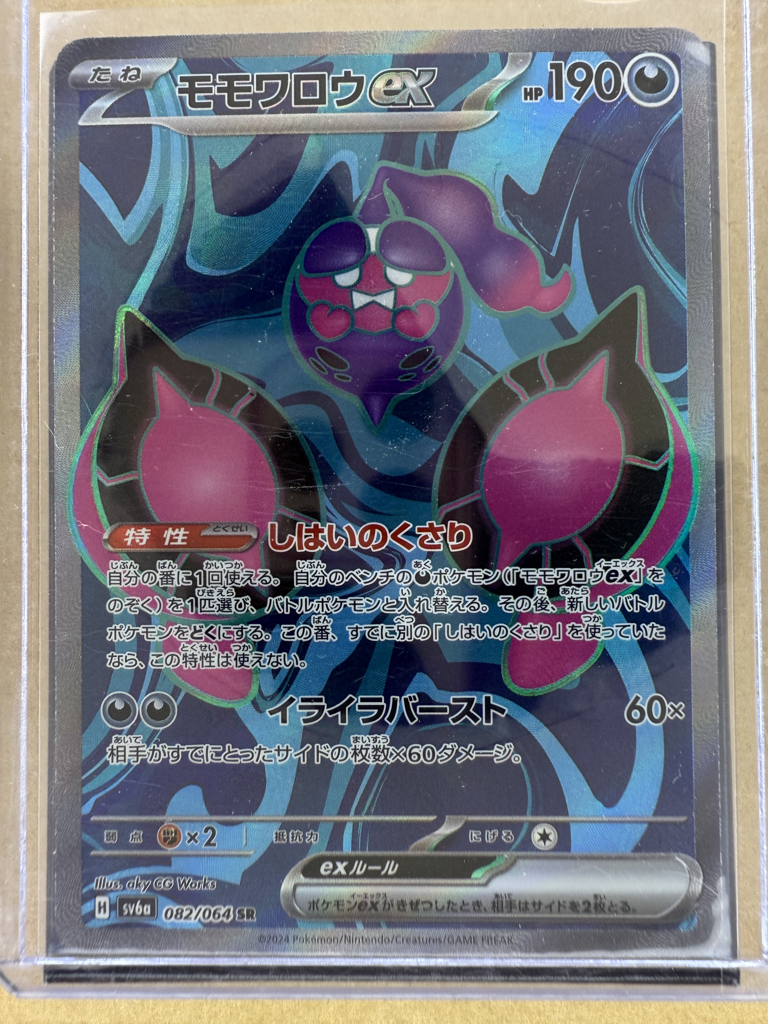 たね モモワロウex HP190
特性 とくせい しはいのくさり
自分の番に1回使える。自分のベンチのポケモン(「モモワロウex」を
のぞく)を1匹選び、バトルポケモンと入れ替える。その後、新しいバトル
ポケモンをどくにする。この番、すでに別の「しはいのくさり」を使っていた
なら、この特性は使えない。
イライラバースト 60×
相手がすでにとったサイドの枚数×60ダメージ。
弱点 ×2 抵抗力 にげる
exルール
ポケモンexがきぜつしたとき、相手はサイドを2枚とる。
Illus. aky CG Works
H sv6a 082/064 SR
©2024 Pokémon/Nintendo/Creatures/GAME FREAK.